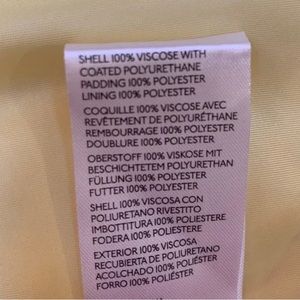 SHELL 100% VISCOSE WITH
COATED POLYURETHANE
PADDING 100% POLYESTER
LINING 100% POLYESTER
COQUILLE 100% VISCOSE AVEC
REVÊTEMENT DE POLYURÉTHANE
REMBOURRAGE 100% POLYESTER
DOUBLURE 100% POLYESTER
OBERSTOFF 100% VISKOSE MIT
BESCHICHTETEM POLYURETHAN
FÜLLUNG 100% POLYESTER
FUTTER 100% POLYESTER
SHELL 100% VISCOSA CON
POLIURETANO RIVESTITO
IMBOTTITURA 100% POLIESTERE
FODERA 100% POLIESTERE
EXTERIOR 100% VISCOSA
RECUBIERTA DE POLIURETANO
ACOLCHADO 100% POLIÉSTER
FORRO 100% POLIÉSTER